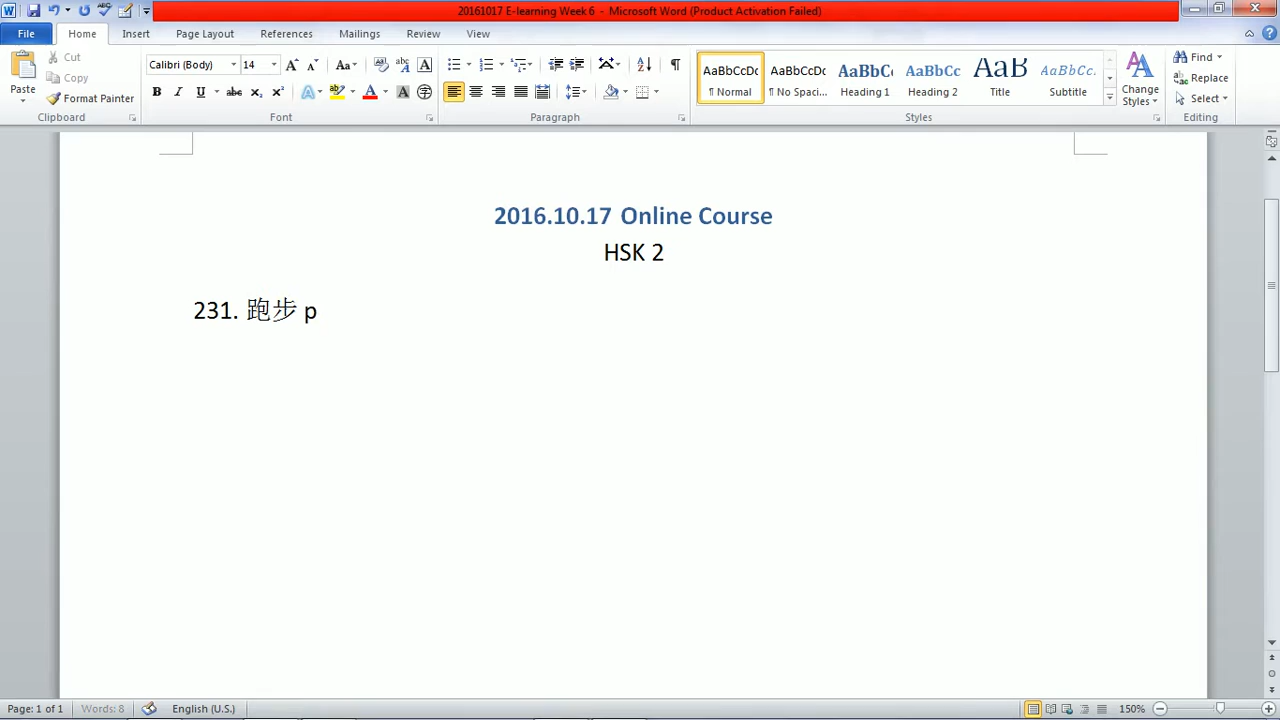 20161017 E-learning Week 6 - Microsoft Word (Product Activation Failed)
File Home Insert Page Layout References Mailings Review View
Paste Cut Copy Format Painter
Clipboard
Calibri (Body) 14
Font
Paragraph
AaBbCcDc AaBbCcDc AaBbCc AaBbCc AaB AaBbCc.
¶ Normal ¶ No Spaci... Heading 1 Heading 2 Title Subtitle
Change Styles
Styles
Find
Replace
Select
Editing
2016.10.17 Online Course
HSK 2
231. 跑步 p
Page: 1 of 1 Words: 8 English (U.S.) 150%